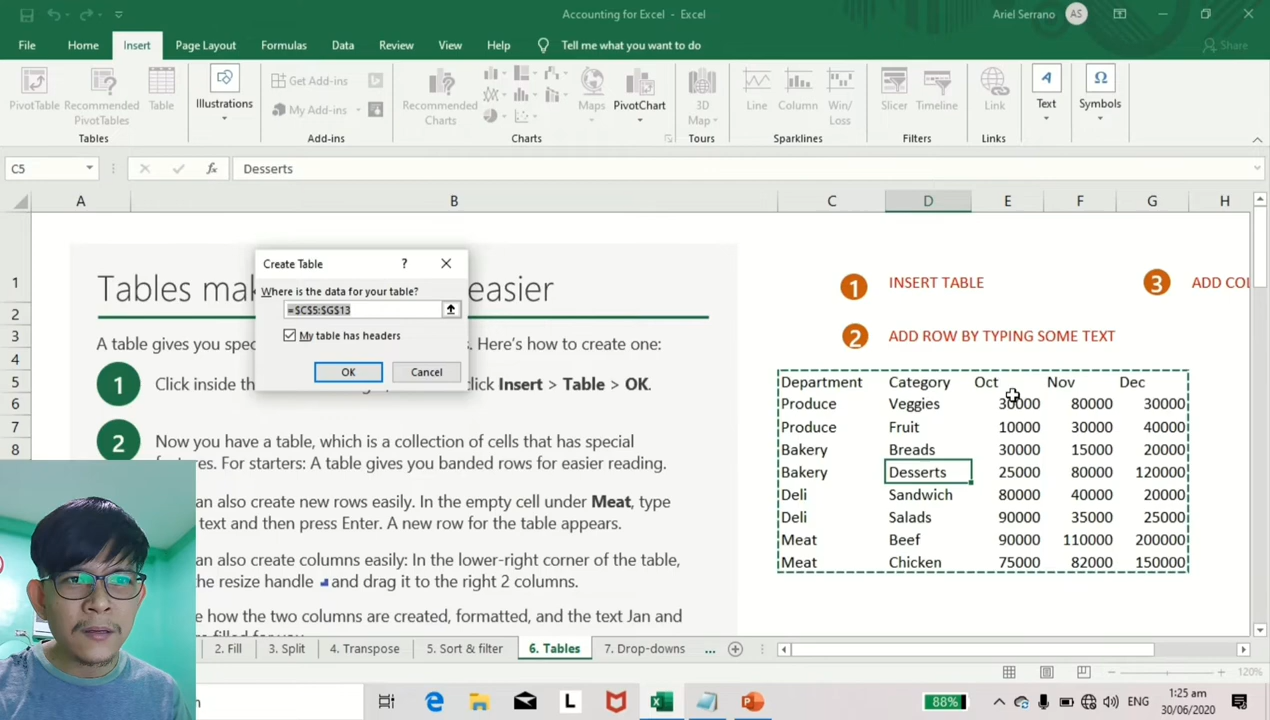 Accounting for Excel - Excel
Ariel Serrano
AS
File
Home
Insert
Page Layout
Formulas
Data
Review
View
Help
Tell me what you want to do
Share
PivotTable
Recommended
PivotTables
Table
Tables
Illustrations
Get Add-ins
My Add-ins
Add-ins
Recommended
Charts
Maps
PivotChart
Charts
3D
Map
Tours
Line
Column
Win/
Loss
Sparklines
Slicer
Timeline
Filters
Link
Links
Text
Symbols
C5
fx
Desserts
A
B
C
D
E
F
G
H
1
2
3
4
5
6
7
8
Create Table
?
Where is the data for your table?
=$C$5:$G$13
My table has headers
OK
Cancel
Tables ma
easier
A table gives you spec
s. Here's how to create one:
1
Click inside th
click Insert > Table > OK.
2
Now you have a table, which is a collection of cells that has special
features. For starters: A table gives you banded rows for easier reading.
an also create new rows easily. In the empty cell under Meat, type
text and then press Enter. A new row for the table appears.
an also create columns easily: In the lower-right corner of the table,
the resize handle and drag it to the right 2 columns.
e how the two columns are created, formatted, and the text Jan and
1
INSERT TABLE
3
ADD COL
2
ADD ROW BY TYPING SOME TEXT
Department Category Oct Nov Dec
Produce Veggies 30000 80000 30000
Produce Fruit 10000 30000 40000
Bakery Breads 30000 15000 20000
Bakery Desserts 25000 80000 120000
Deli Sandwich 80000 40000 20000
Deli Salads 90000 35000 25000
Meat Beef 90000 110000 200000
Meat Chicken 75000 82000 150000
2. Fill
3. Split
4. Transpose
5. Sort & filter
6. Tables
7. Drop-downs
...
120%
L
88%
ENG
1:25 am
30/06/2020